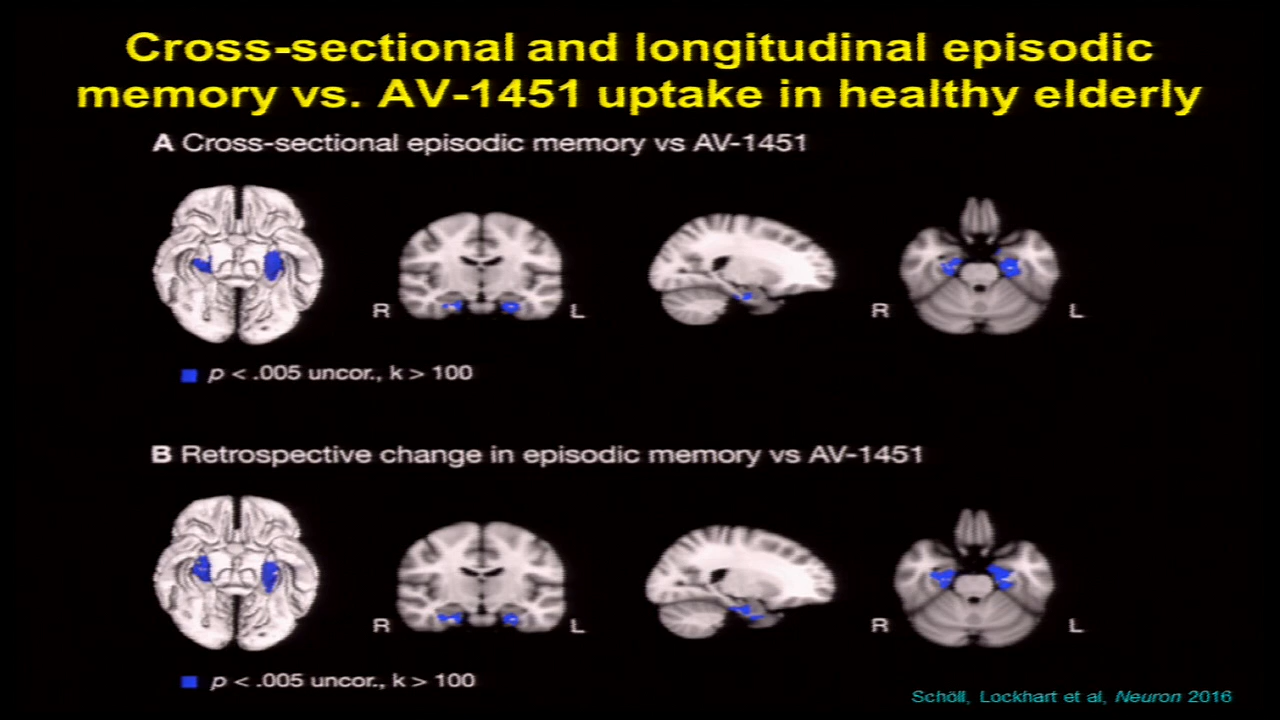 Cross-sectional and longitudinal episodic
memory vs. AV-1451 uptake in healthy elderly
A Cross-sectional episodic memory vs AV-1451
R L R L
p < .005 uncor., k > 100
B Retrospective change in episodic memory vs AV-1451
R L R L
p < .005 uncor., k > 100
Schöll, Lockhart et al, Neuron 2016